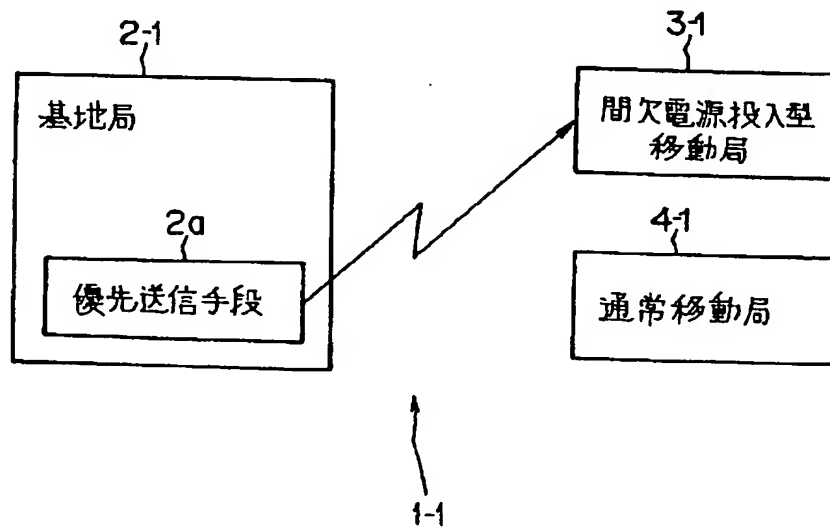 2-1
基地局
2a
優先送信手段
3-1
間欠電源投入型
移動局
4-1
通常移動局
1-1